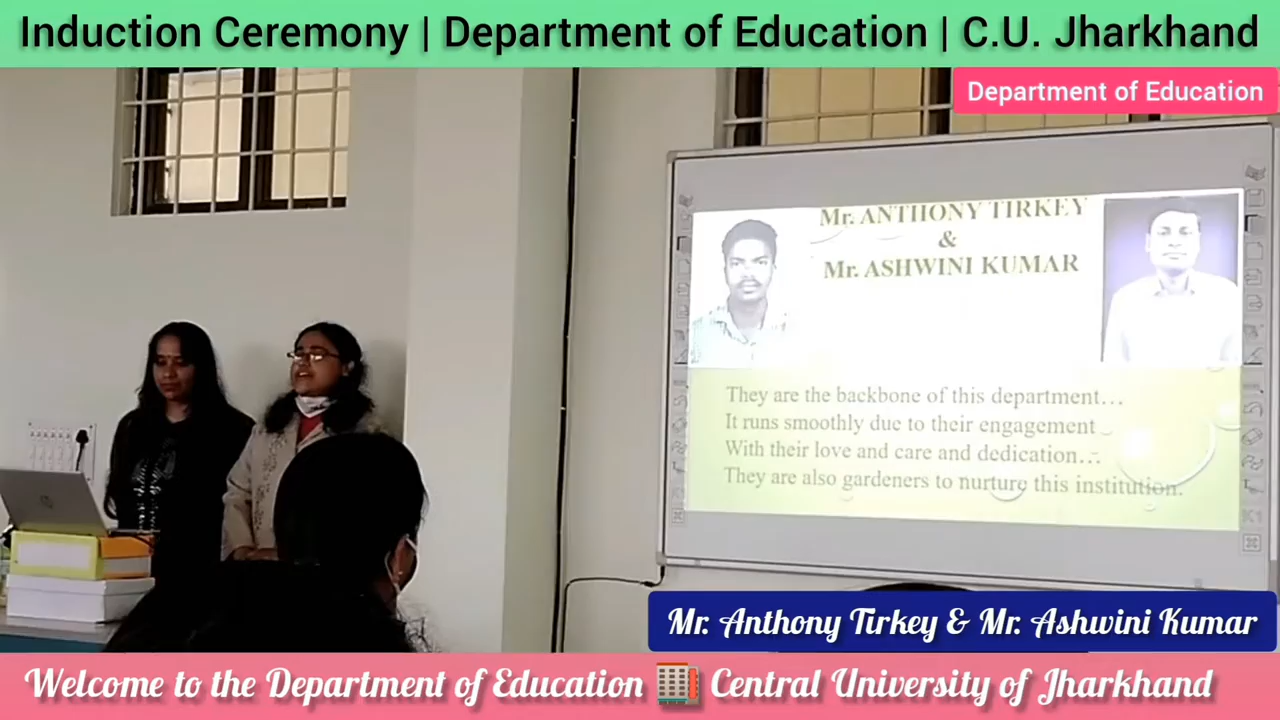 Induction Ceremony | Department of Education | C.U. Jharkhand
Department of Education
Mr. ANTHONY TIRKEY
&
Mr. ASHWINI KUMAR
They are the backbone of this department…
It runs smoothly due to their engagement
With their love and care and dedication…
They are also gardeners to nurture this institution.
Mr. Anthony Tirkey & Mr. Ashwini Kumar
Welcome to the Department of Education 🏢 Central University of Jharkhand